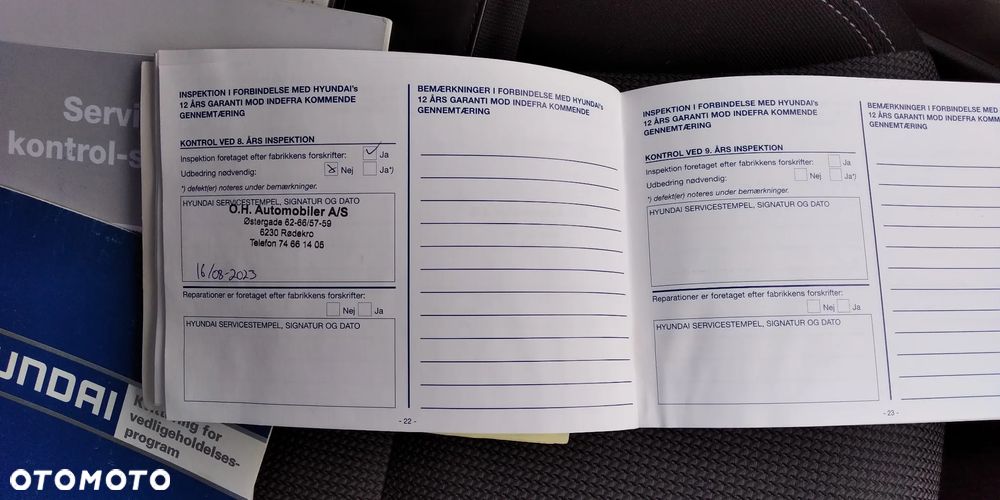 Servi
kontrol-s
UNDAI
vedligeholdelses-
program
INSPEKTION I FORBINDELSE MED HYUNDAI's
12 ÅRS GARANTI MOD INDEFRA KOMMENDE
GENNEMTÆRING
KONTROL VED 8. ÅRS INSPEKTION
Inspektion foretaget efter fabrikkens forskrifter: Ja
Udbedring nødvendig: Nej Ja*)
*) defekt(er) noteres under bemærkninger.
HYUNDAI SERVICESTEMPEL, SIGNATUR OG DATO
O.H. Automobiler A/S
Østergade 62-66/57-59
6230 Rødekro
Telefon 74 66 14 06
16/08-2023
Reparationer er foretaget efter fabrikkens forskrifter:
Nej Ja
HYUNDAI SERVICESTEMPEL, SIGNATUR OG DATO
BEMÆRKNINGER I FORBINDELSE MED HYUNDAI's
12 ÅRS GARANTI MOD INDEFRA KOMMENDE
GENNEMTÆRING
- 22 -
INSPEKTION I FORBINDELSE MED HYUNDAI's
12 ÅRS GARANTI MOD INDEFRA KOMMENDE
GENNEMTÆRING
KONTROL VED 9. ÅRS INSPEKTION
Inspektion foretaget efter fabrikkens forskrifter: Ja
Udbedring nødvendig: Nej Ja*)
*) defekt(er) noteres under bemærkninger.
HYUNDAI SERVICESTEMPEL, SIGNATUR OG DATO
Reparationer er foretaget efter fabrikkens forskrifter:
Nej Ja
HYUNDAI SERVICESTEMPEL, SIGNATUR OG DATO
BEMÆRKNINGER I FORBINDELSE MED
12 ÅRS GARANTI MOD INDEFRA KOMM
GENNEMTÆRING
- 23 -
OTOMOTO